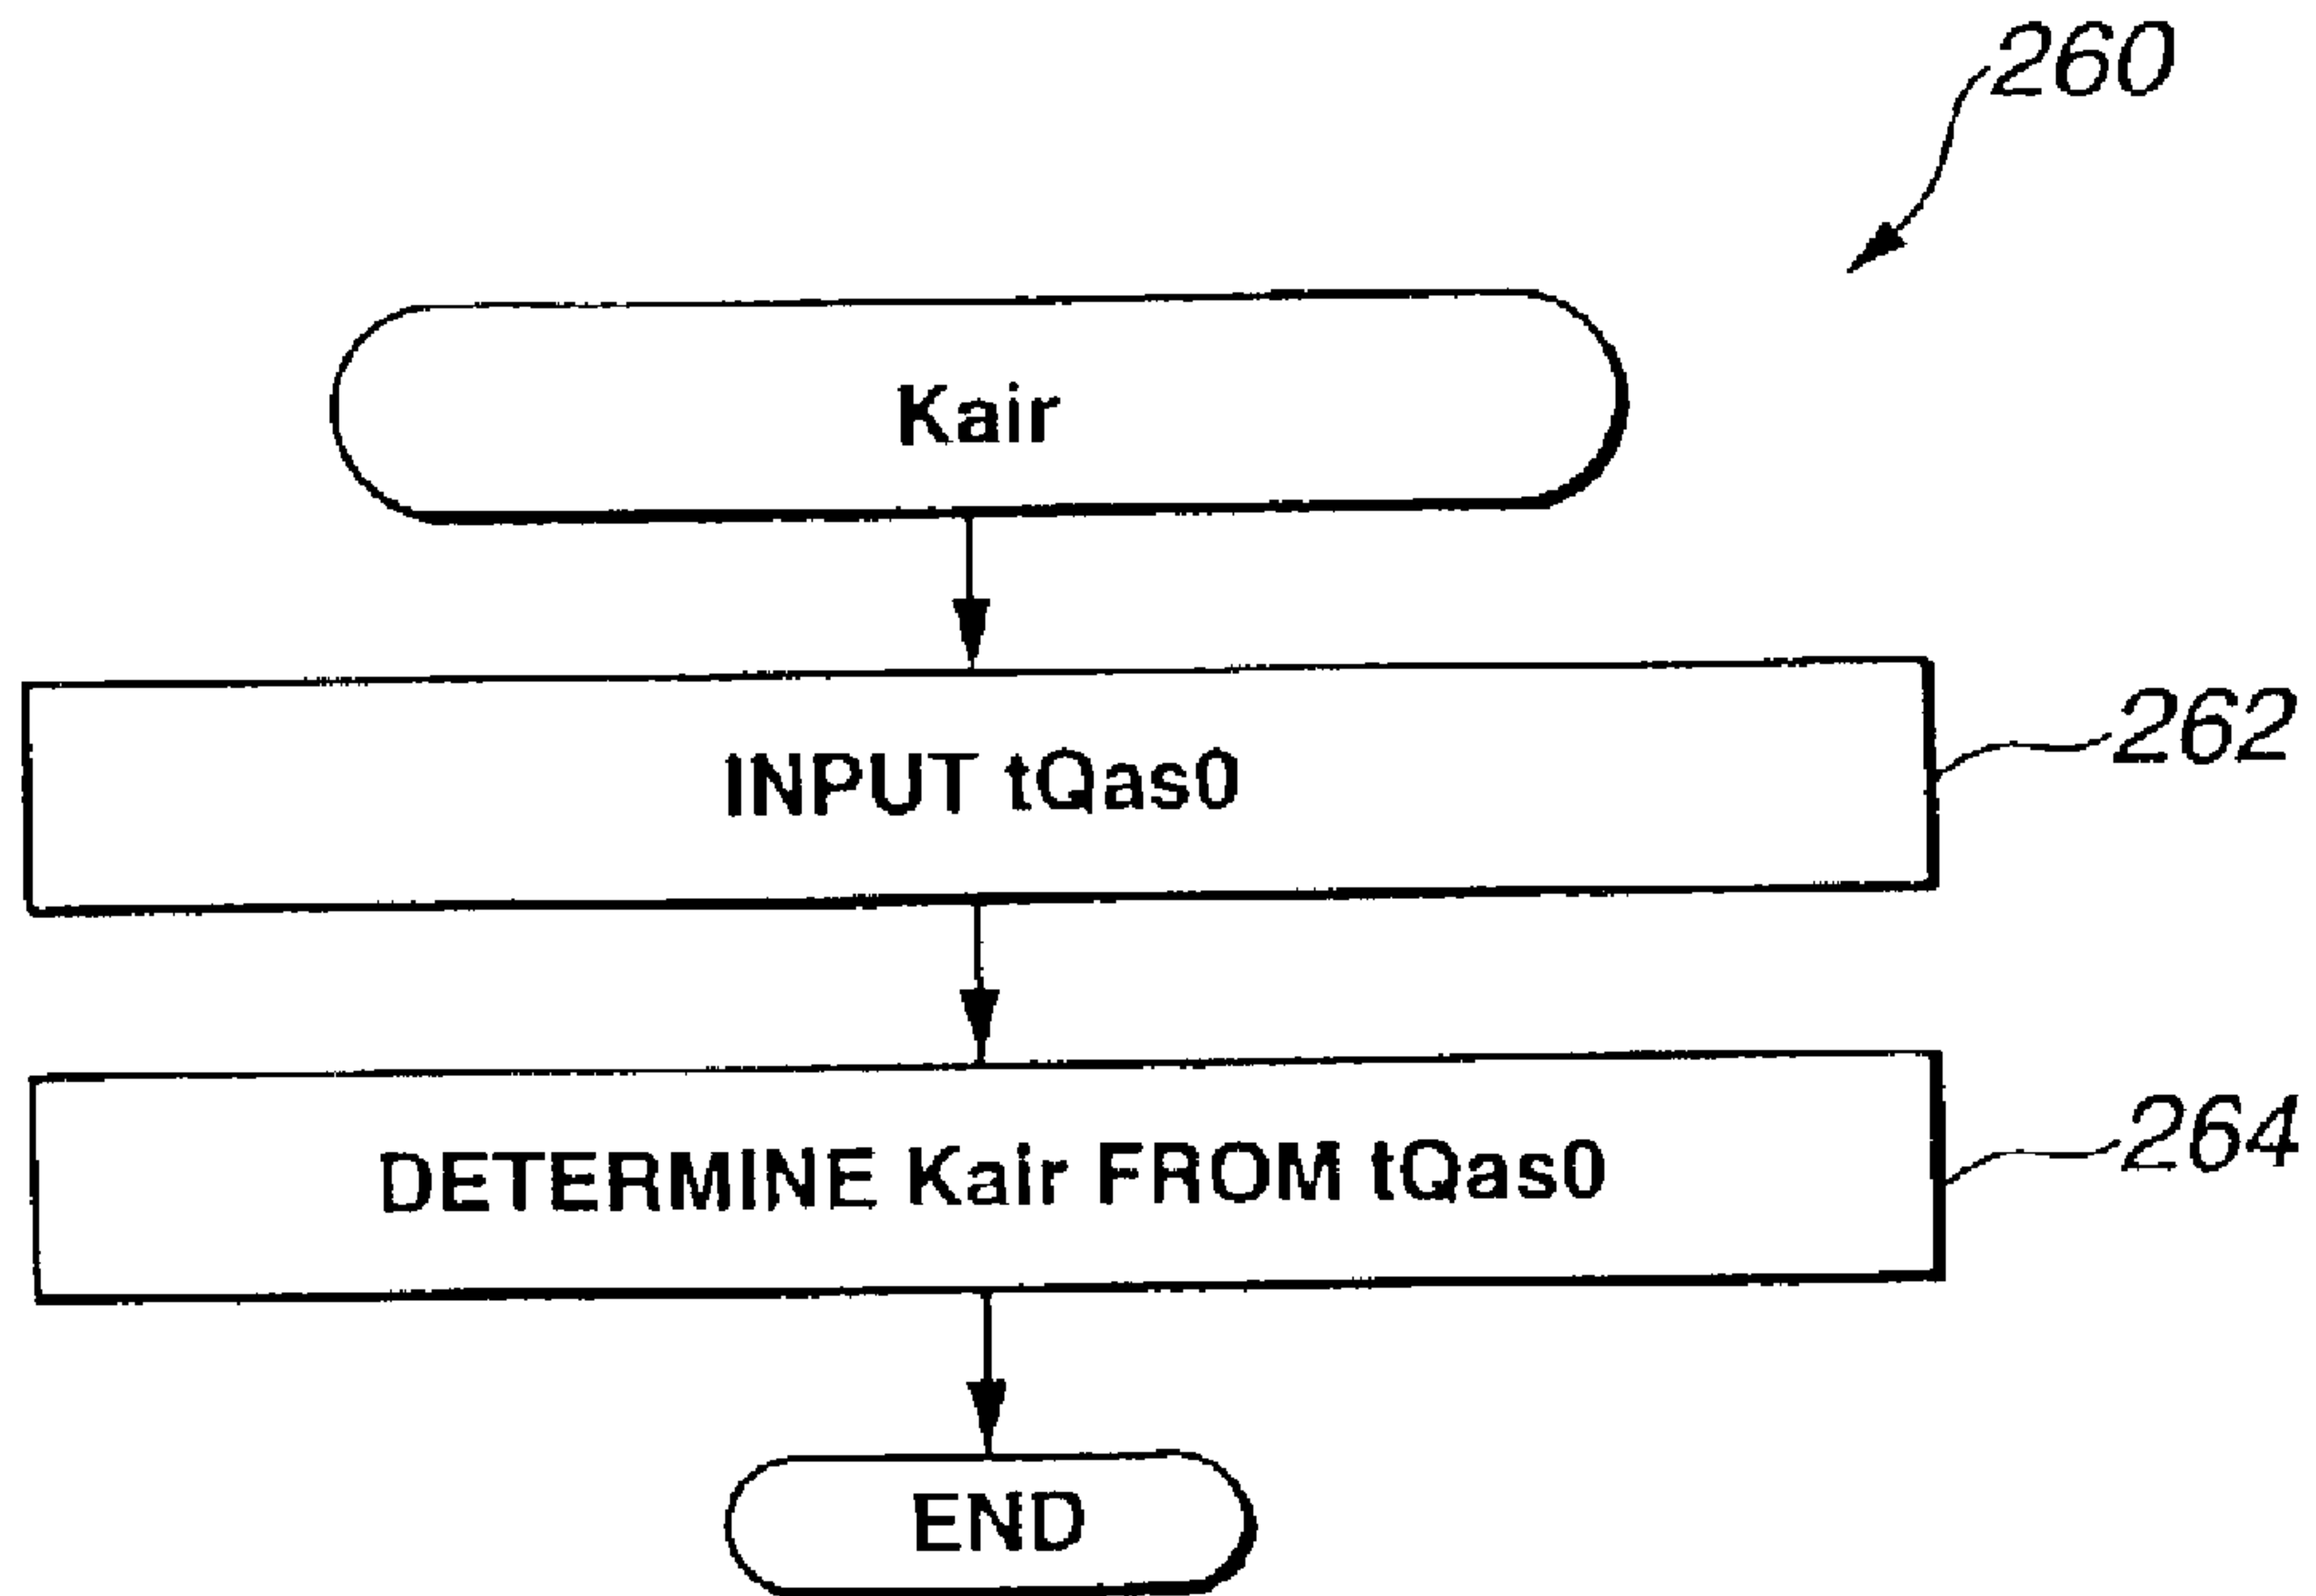 260
Kair
INPUT tQas0
262
DETERMINE Kair FROM tQas0
264
END